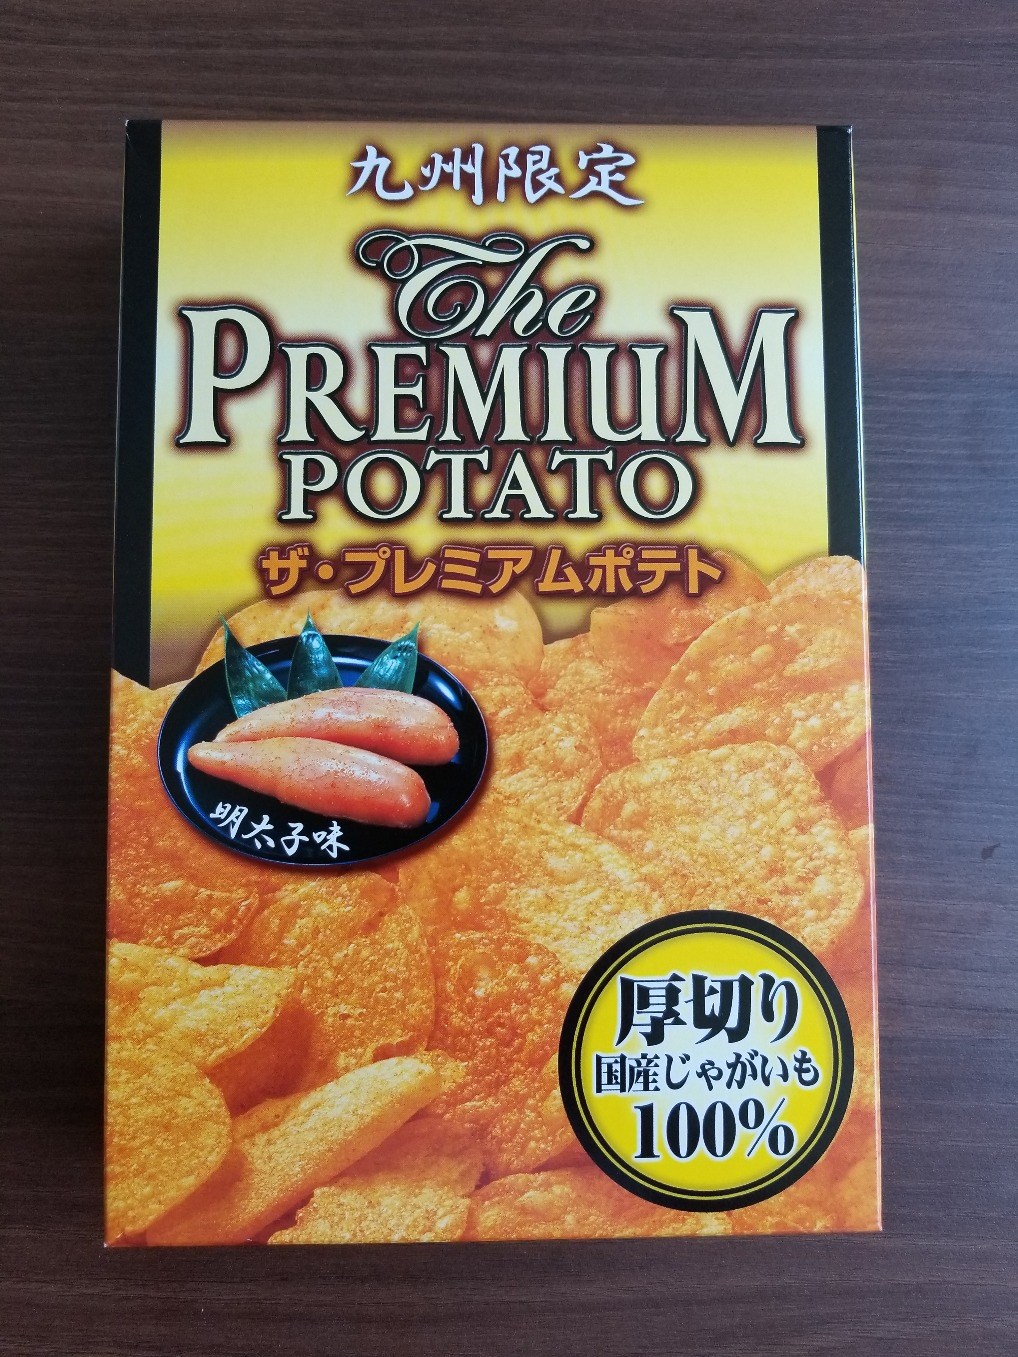 九州限定
The
PREMIUM
POTATO
ザ・プレミアムポテト
明太子味
厚切り
国産じゃがいも
100%